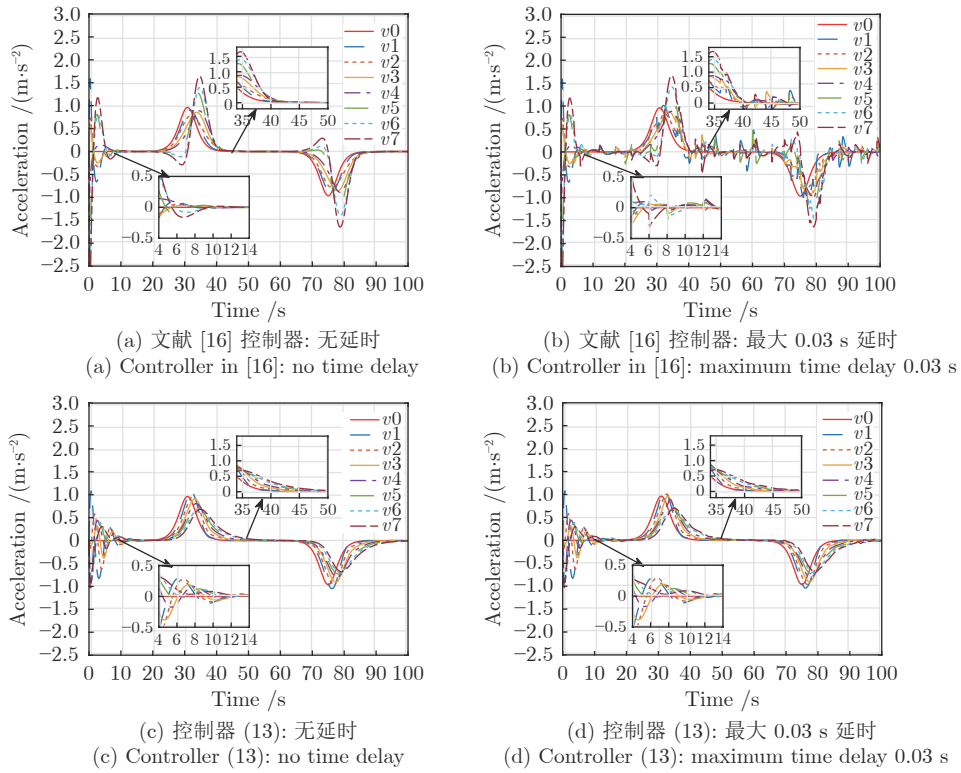 3.0
2.5
2.0
1.5
1.0
0.5
0
−0.5
−1.0
−1.5
−2.0
−2.5
Acceleration /(m·s⁻²)
v0
v1
v2
v3
v4
v5
v6
v7
1.5
1.0
0.5
0
35 40 45 50
0.5
0
−0.5
4 6 8 10 12 14
0 10 20 30 40 50 60 70 80 90 100
Time /s
(a) 文献 [16] 控制器: 无延时
(a) Controller in [16]: no time delay
3.0
2.5
2.0
1.5
1.0
0.5
0
−0.5
−1.0
−1.5
−2.0
−2.5
Acceleration /(m·s⁻²)
v0
v1
v2
v3
v4
v5
v6
v7
1.5
1.0
0.5
0
35 40 45 50
0.5
0
−0.5
4 6 8 10 12 14
0 10 20 30 40 50 60 70 80 90 100
Time /s
(b) 文献 [16] 控制器: 最大 0.03 s 延时
(b) Controller in [16]: maximum time delay 0.03 s
3.0
2.5
2.0
1.5
1.0
0.5
0
−0.5
−1.0
−1.5
−2.0
−2.5
Acceleration /(m·s⁻²)
v0
v1
v2
v3
v4
v5
v6
v7
1.5
1.0
0.5
0
35 40 45 50
0.5
0
−0.5
4 6 8 10 12 14
0 10 20 30 40 50 60 70 80 90 100
Time /s
(c) 控制器 (13): 无延时
(c) Controller (13): no time delay
3.0
2.5
2.0
1.5
1.0
0.5
0
−0.5
−1.0
−1.5
−2.0
−2.5
Acceleration /(m·s⁻²)
v0
v1
v2
v3
v4
v5
v6
v7
1.5
1.0
0.5
0
35 40 45 50
0.5
0
−0.5
4 6 8 10 12 14
0 10 20 30 40 50 60 70 80 90 100
Time /s
(d) 控制器 (13): 最大 0.03 s 延时
(d) Controller (13): maximum time delay 0.03 s